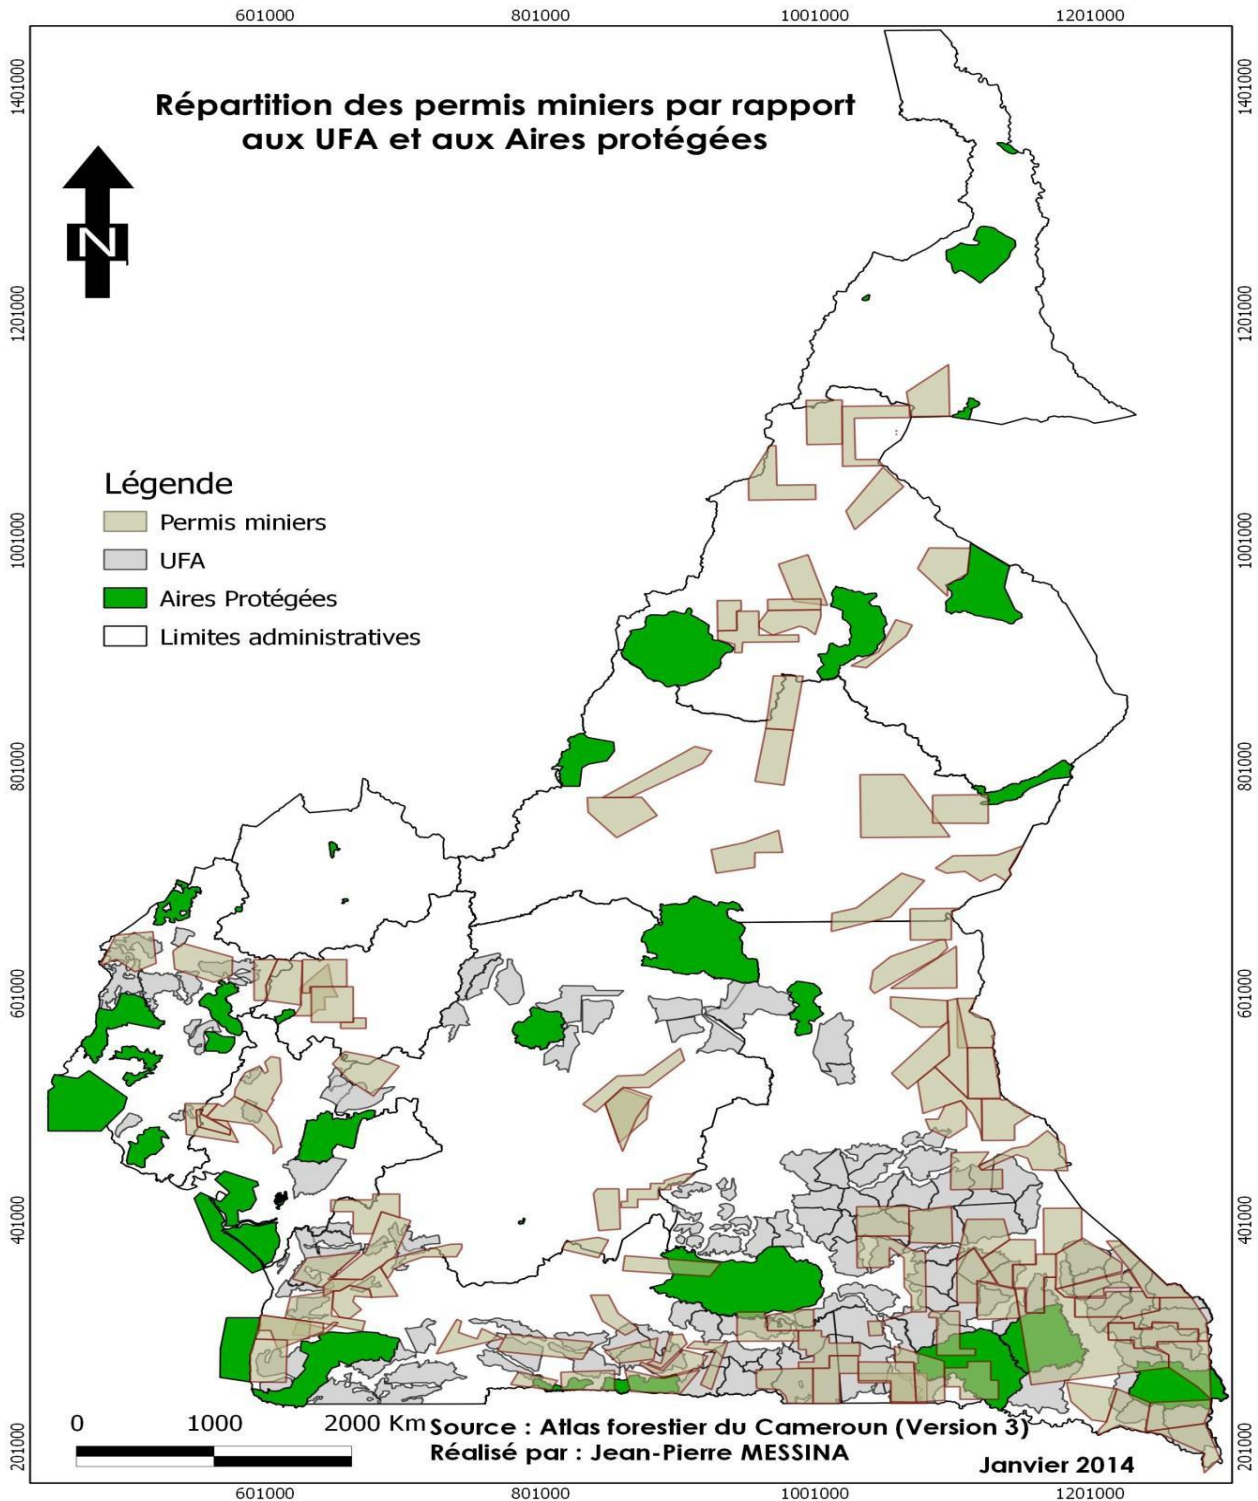 601000 801000 1001000 1201000
1401000 1401000
Répartition des permis miniers par rapport
aux UFA et aux Aires protégées
N
1201000 1201000
Légende
Permis miniers
1001000 1001000
UFA
Aires Protégées
Limites administratives
801000 801000
601000 601000
401000 401000
0 1000 2000 Km
Source : Atlas forestier du Cameroun (Version 3)
Réalisé par : Jean-Pierre MESSINA
Janvier 2014
201000 201000
601000 801000 1001000 1201000